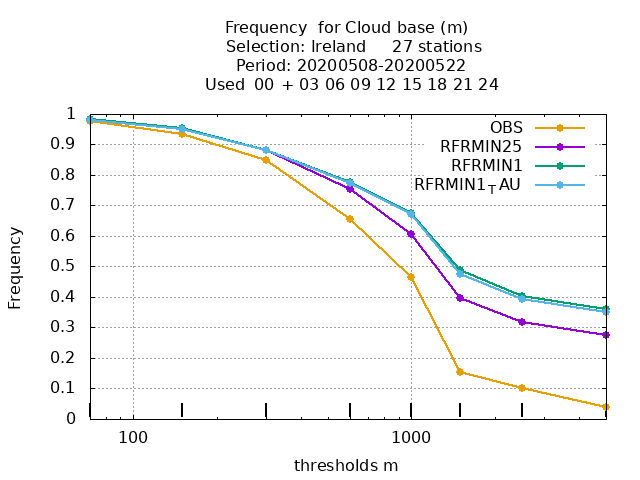 Frequency  for Cloud base (m)
Selection: Ireland     27 stations
Period: 20200508-20200522
Used  00  + 03 06 09 12 15 18 21 24
OBS
RFRMIN25
RFRMIN1
RFRMIN1_TAU
Frequency
1
0.9
0.8
0.7
0.6
0.5
0.4
0.3
0.2
0.1
0
100 1000
thresholds m